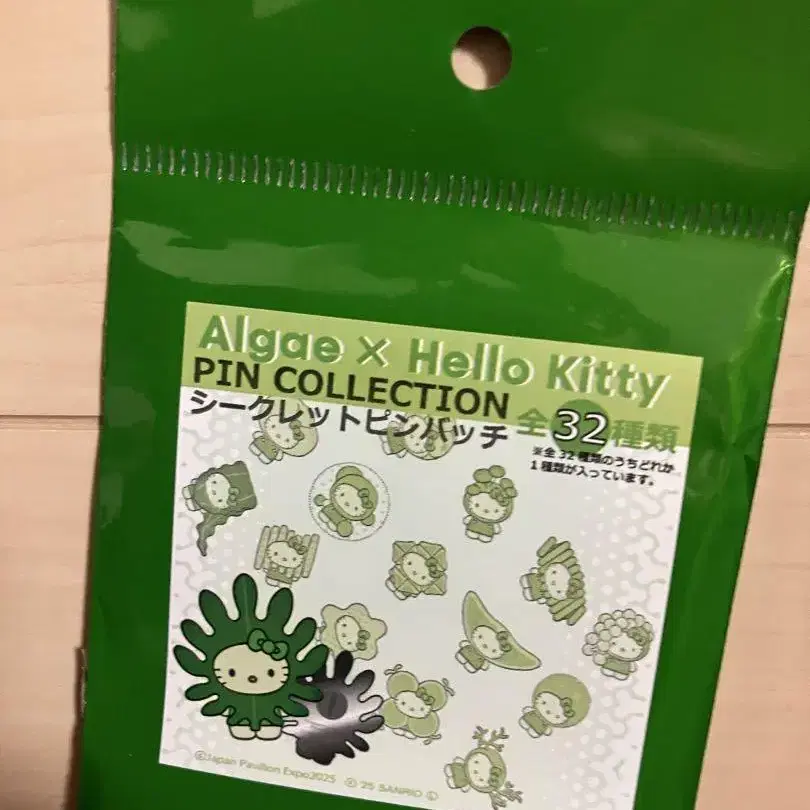 Algae × Hello Kitty
PIN COLLECTION
シークレットピンバッチ 全32種類
※全32種類のうちどれか
1種類が入っています。
©Japan Pavilion Expo2025 © '25 SANRIO Ⓛ